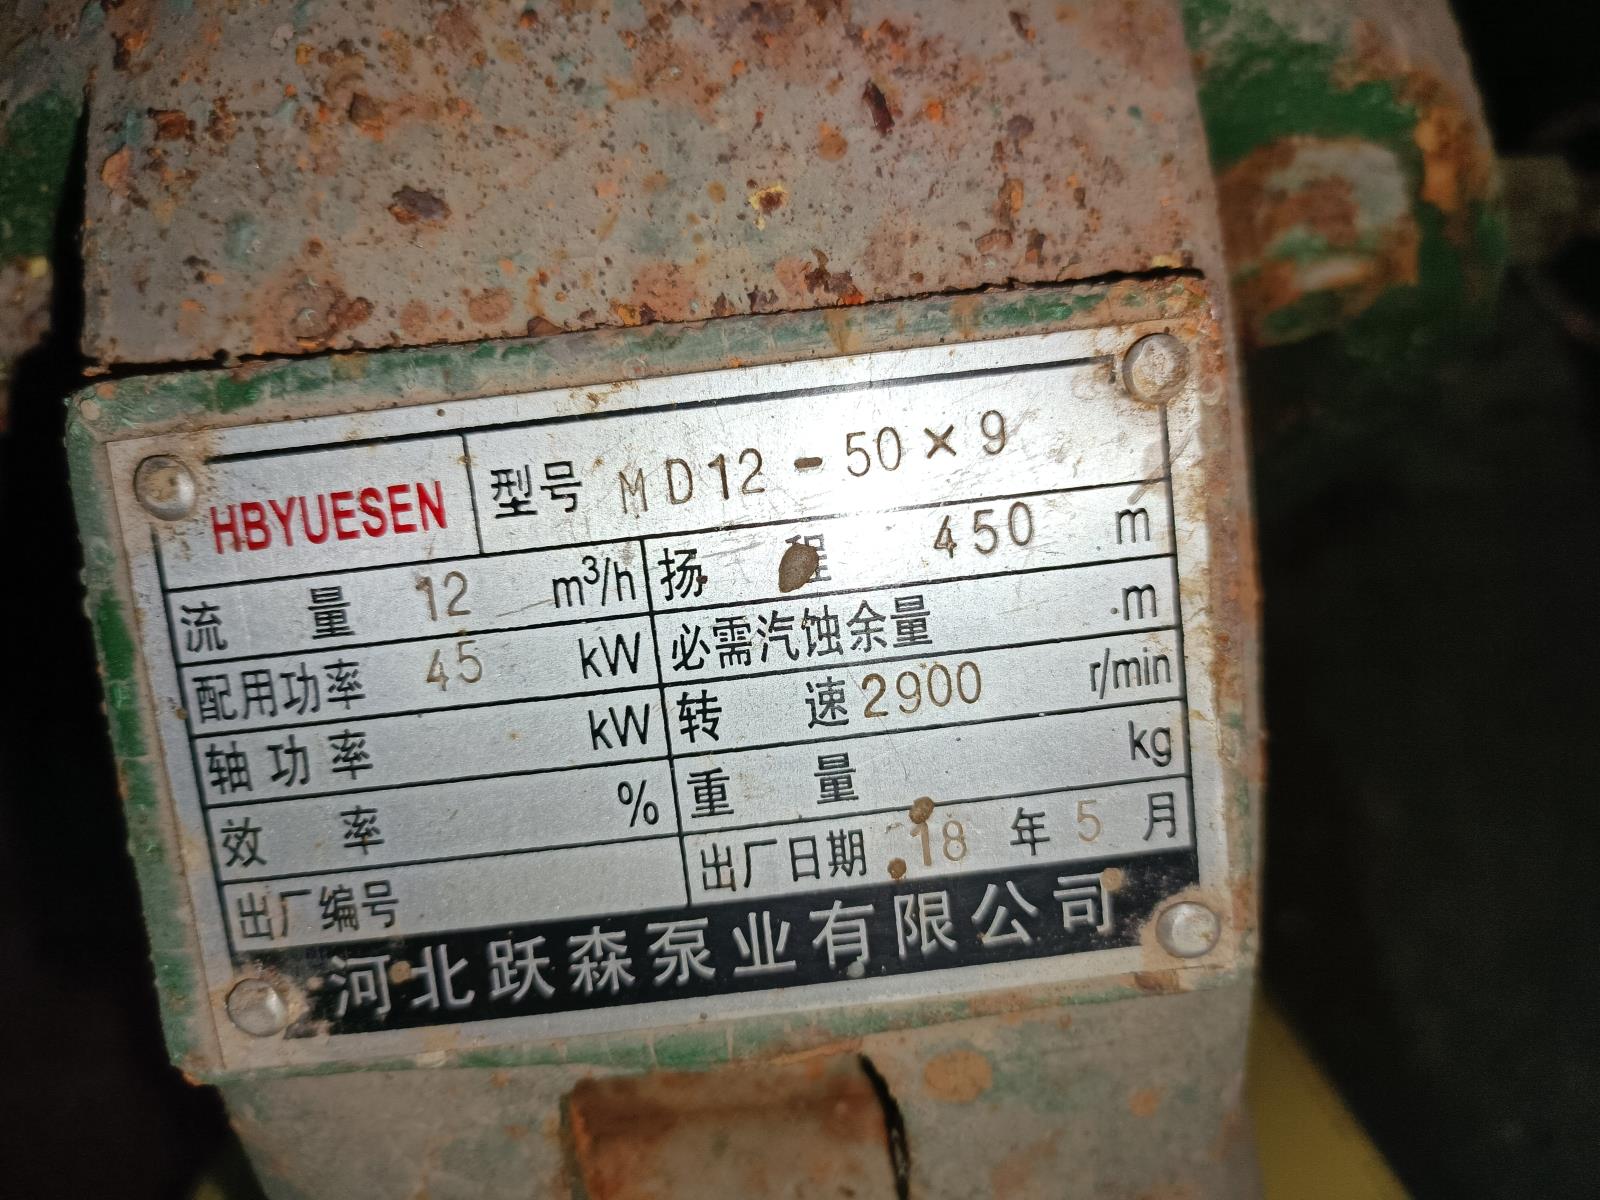 HBYUESEN 型号 MD12-50×9
流量 12 m³/h 扬程 450 m
配用功率 45 kW 必需汽蚀余量 m
轴功率 kW 转速 2900 r/min
效率 % 重量 kg
出厂编号 出厂日期 18 年 5 月
河北跃森泵业有限公司